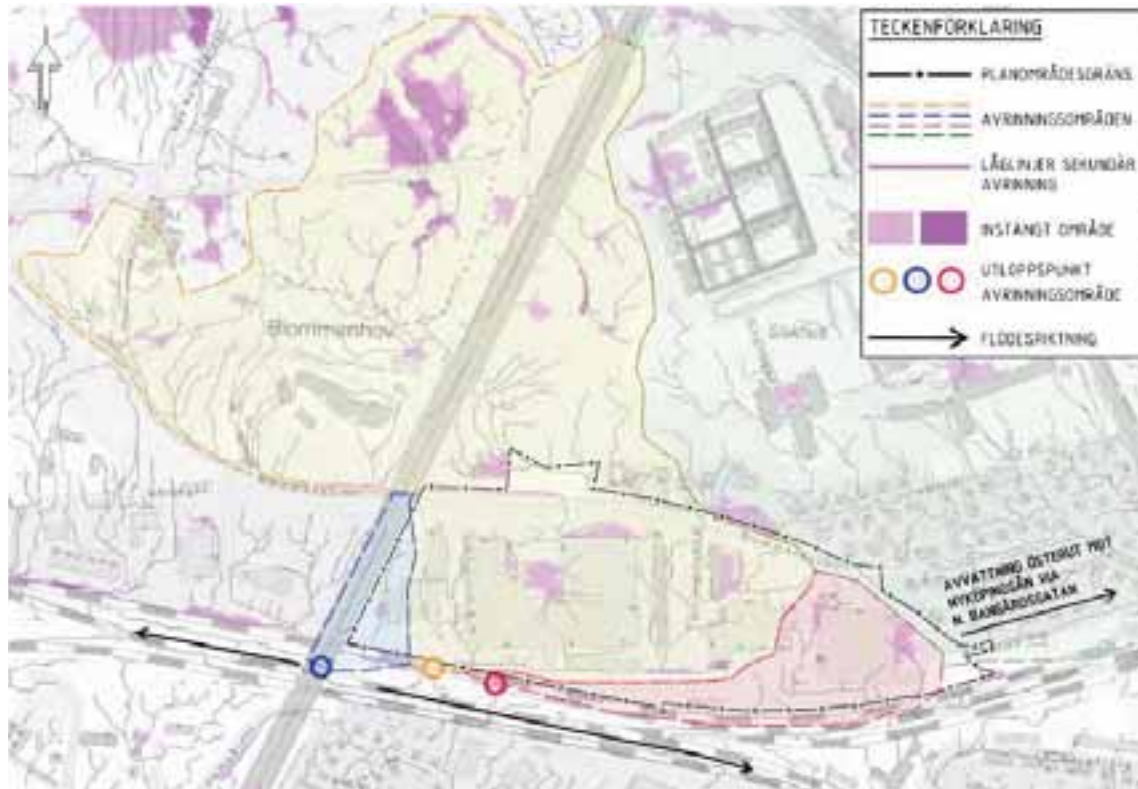 TECKENFÖRKLARING
PLANOMRÅDESGRÄNS
AVRINNINGSOMRÅDEN
LÅGLINJER SEKUNDÄR
AVRINNING
INSTÄNGT OMRÅDE
UTLOPPSPUNKT
AVRINNINGSOMRÅDE
FLÖDESRIKTNING
Blommenhov
AVVATTNING ÖSTERUT MOT
NYKÖPINGSÅN VIA
N. BANGÅRDSGATAN